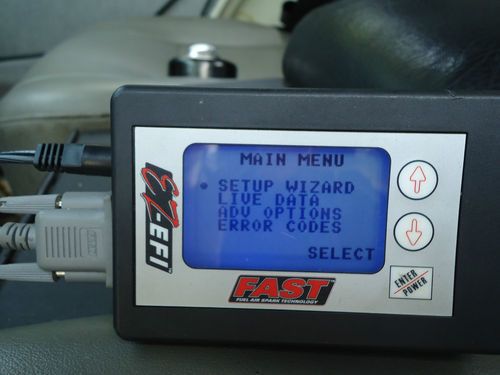 MAIN MENU
• SETUP WIZARD
LIVE DATA
ADV OPTIONS
ERROR CODES
SELECT
EZ-EFI
ENTER
POWER
FAST
FUEL AIR SPARK TECHNOLOGY